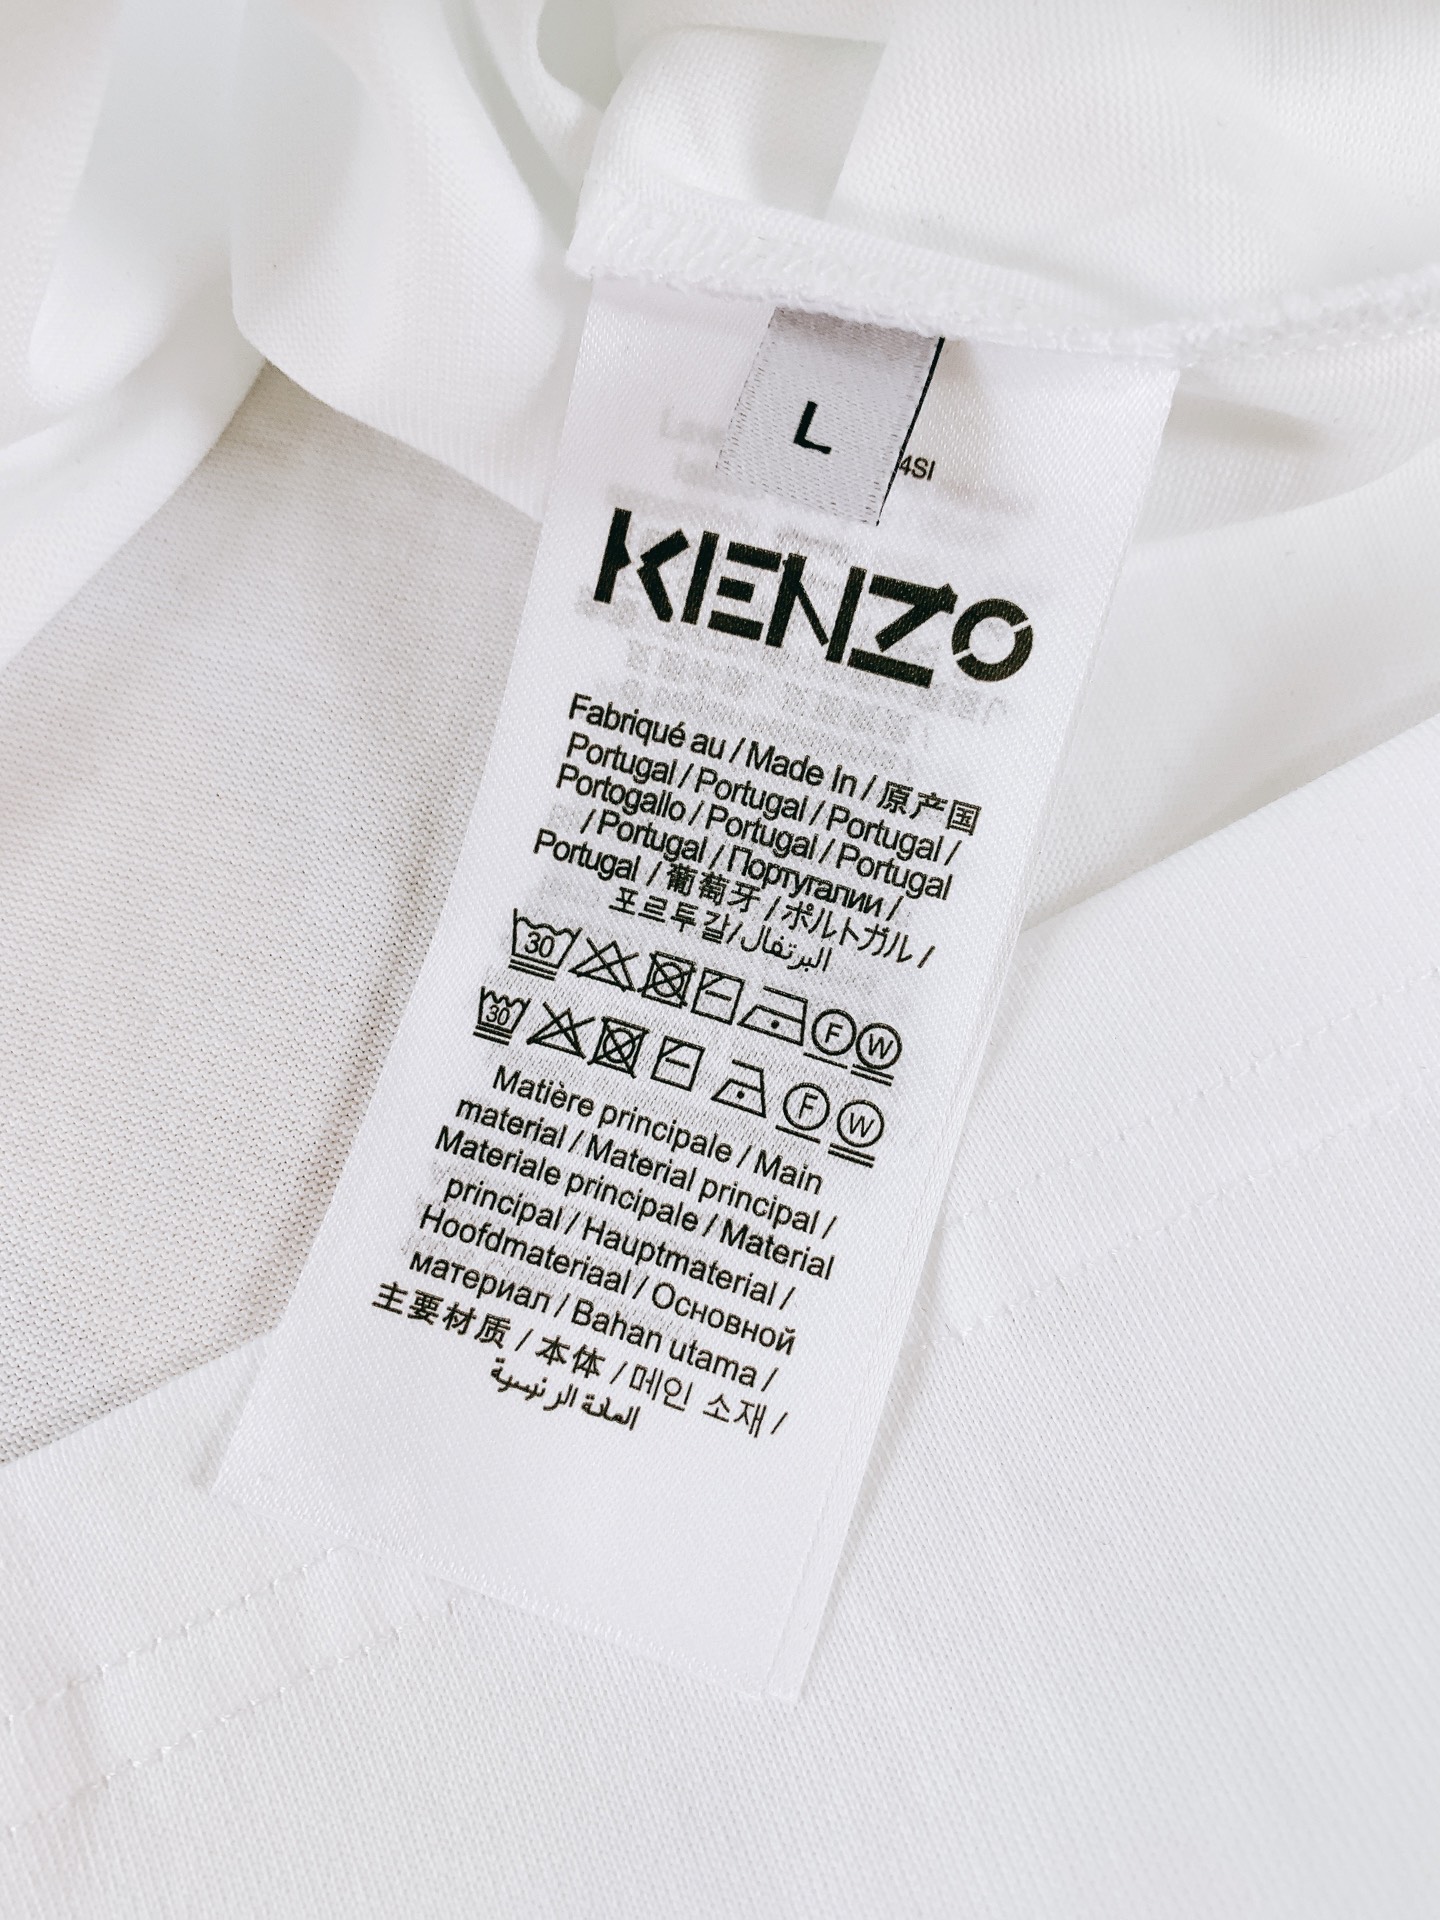 L
4SI
KENZO
Fabriqué au / Made In / 原产国
Portugal / Portugal / Portugal /
Portogallo / Portugal / Portugal
/ Portugal / Португалии /
Portugal / 葡萄牙 / ポルトガル /
포르투갈/البرتغال
30 F W
30 F W
Matière principale / Main
material / Material principal /
Materiale principale / Material
principal / Hauptmaterial /
Hoofdmateriaal / Основной
материал / Bahan utama /
主要材质 / 本体 / 메인 소재 /
المادة الرئيسية